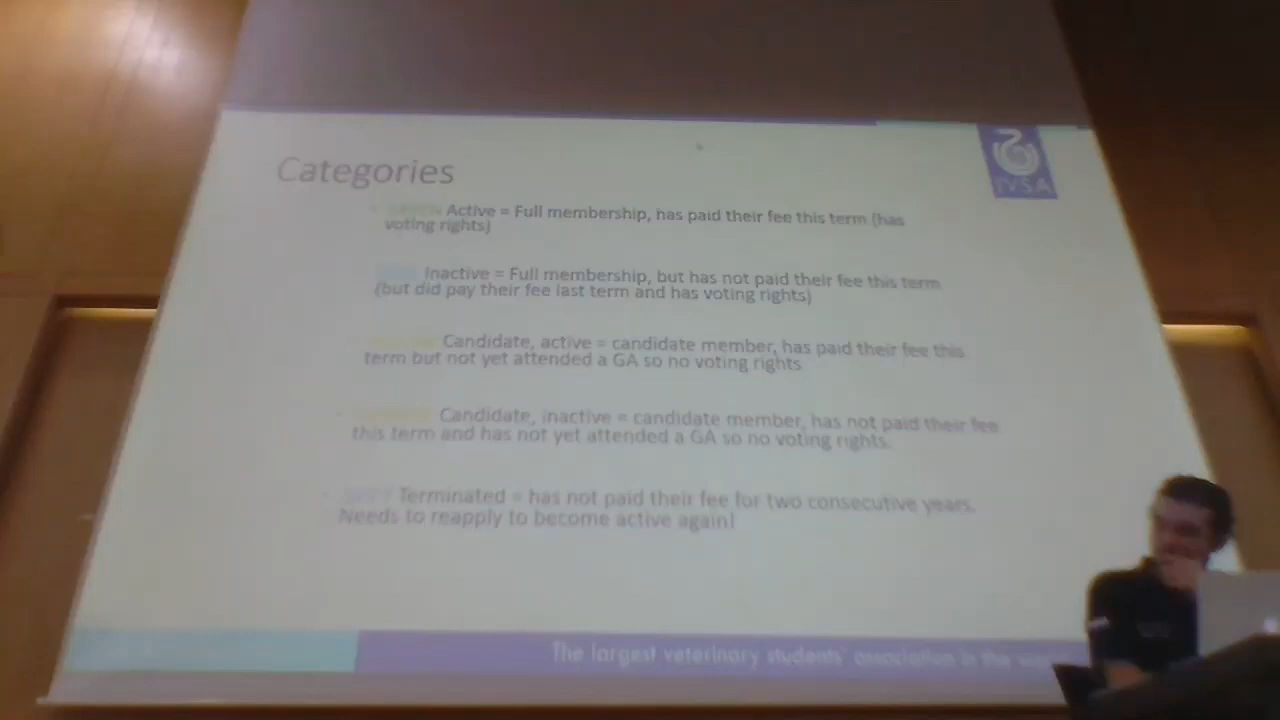 Categories
IVSA
Active = Full membership, has paid their fee this term (has
voting rights)
Inactive = Full membership, but has not paid their fee this term
(but did pay their fee last term and has voting rights)
Candidate, active = candidate member, has paid their fee this
term but not yet attended a GA so no voting rights
Candidate, inactive = candidate member, has not paid their fee
this term and has not yet attended a GA so no voting rights.
Terminated = has not paid their fee for two consecutive years.
Needs to reapply to become active again!
The largest veterinary students' association in the